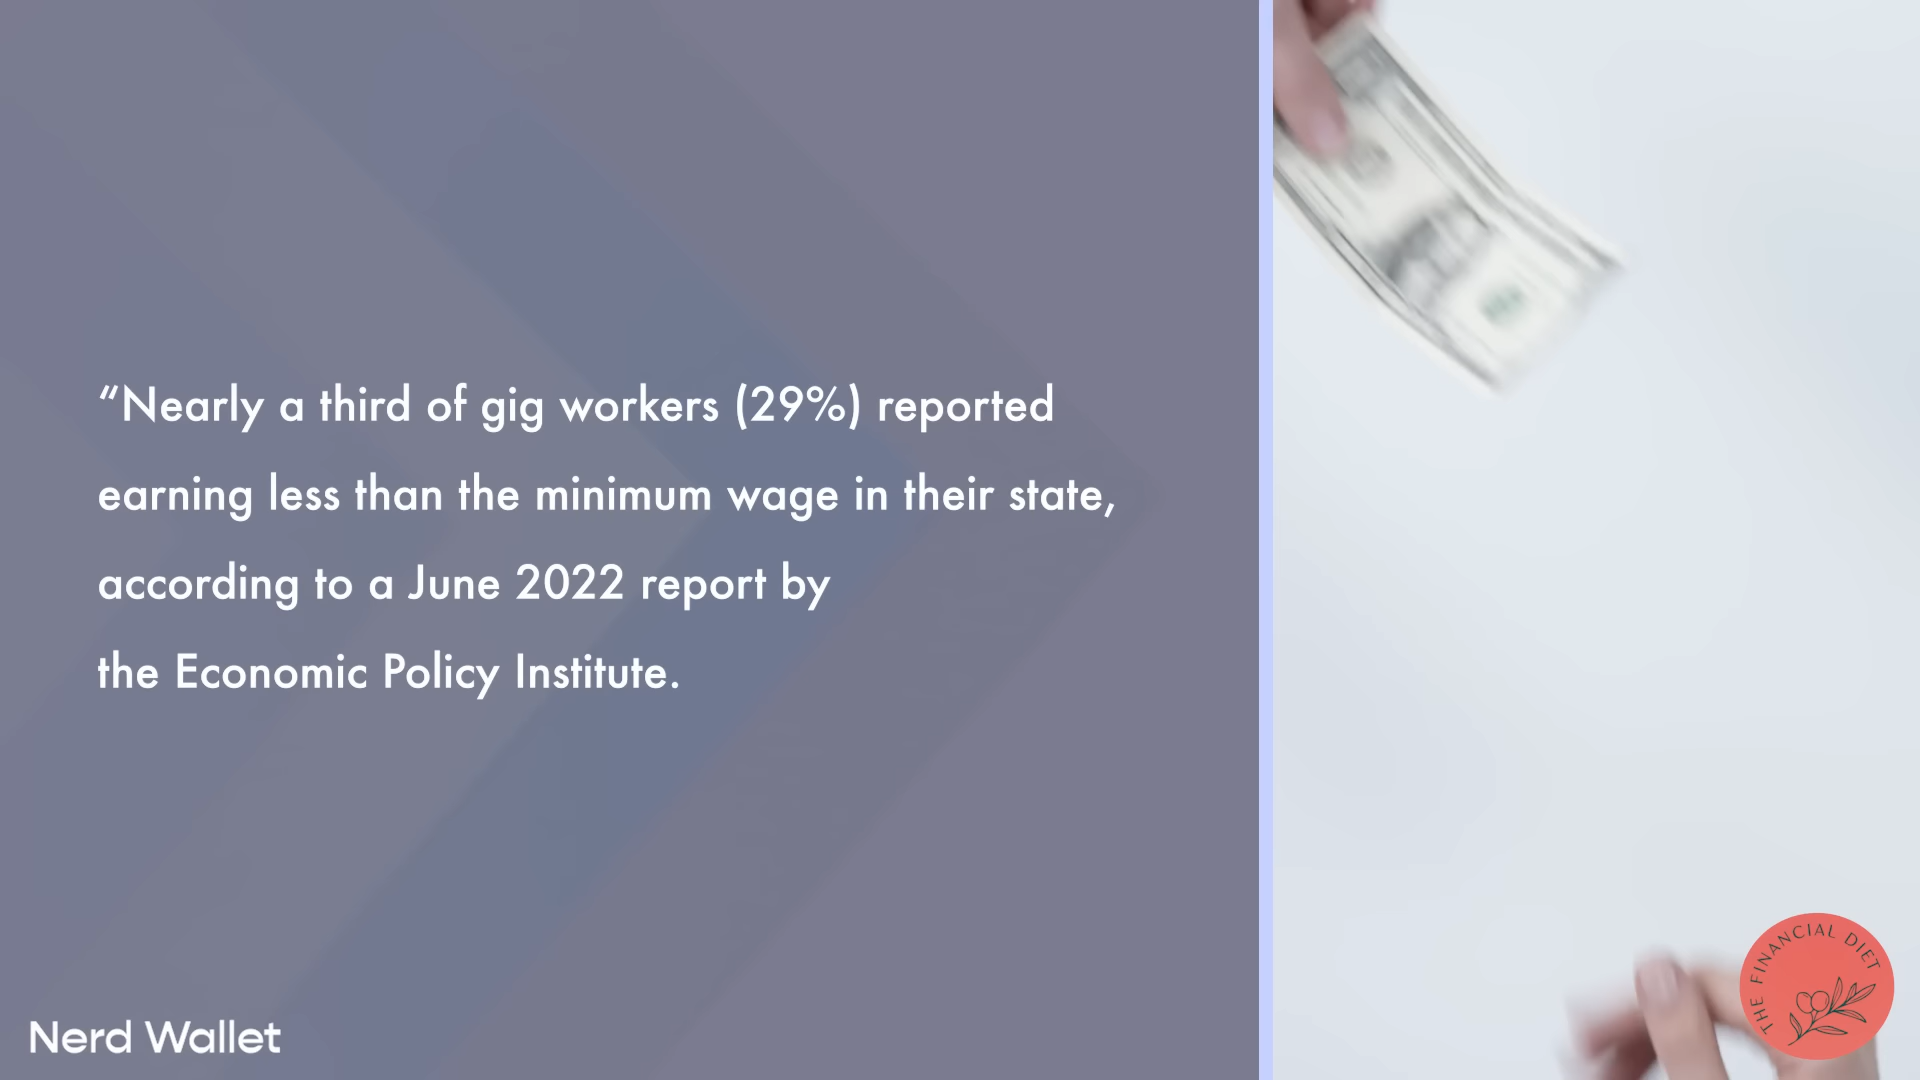 “Nearly a third of gig workers (29%) reported
earning less than the minimum wage in their state,
according to a June 2022 report by
the Economic Policy Institute.
Nerd Wallet
THE FINANCIAL DIET